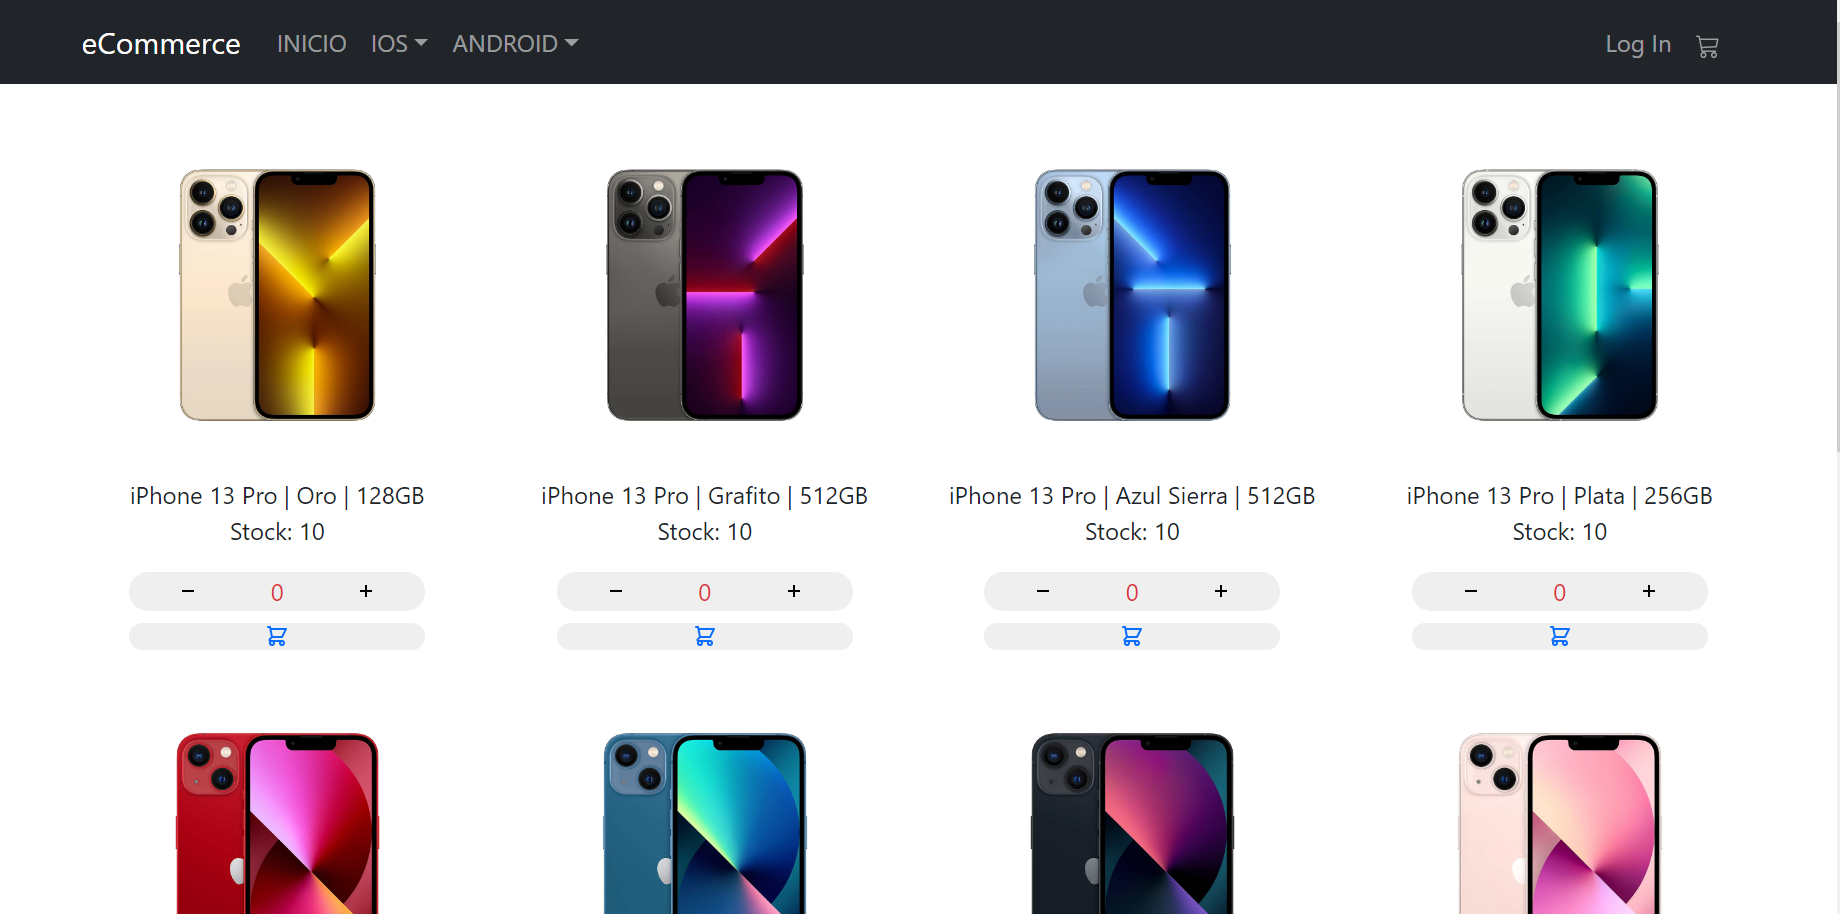 eCommerce INICIO IOS ANDROID Log In
iPhone 13 Pro | Oro | 128GB
Stock: 10
− 0 +
iPhone 13 Pro | Grafito | 512GB
Stock: 10
− 0 +
iPhone 13 Pro | Azul Sierra | 512GB
Stock: 10
− 0 +
iPhone 13 Pro | Plata | 256GB
Stock: 10
− 0 +